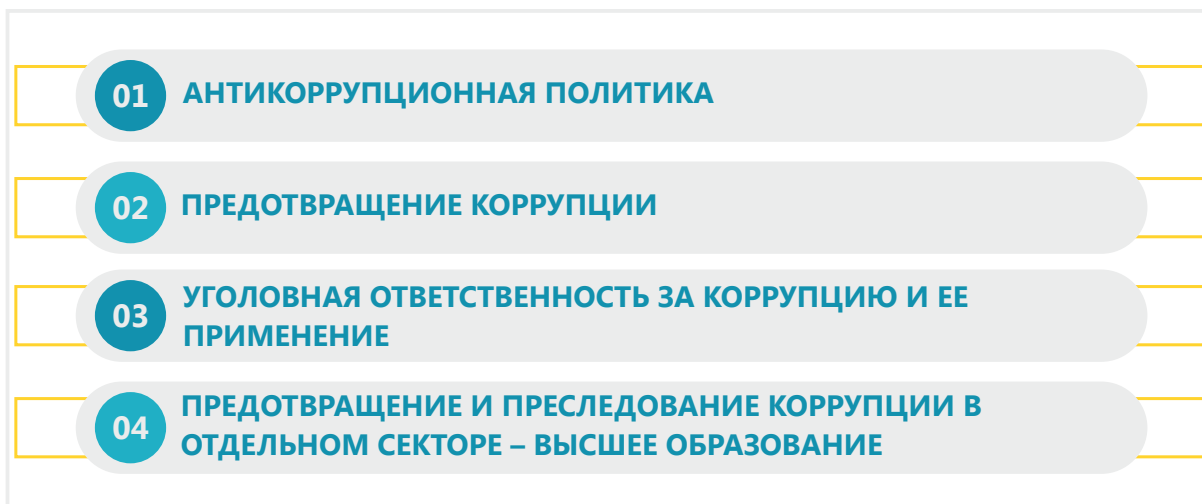 01 АНТИКОРРУПЦИОННАЯ ПОЛИТИКА
02 ПРЕДОТВРАЩЕНИЕ КОРРУПЦИИ
03 УГОЛОВНАЯ ОТВЕТСТВЕННОСТЬ ЗА КОРРУПЦИЮ И ЕЕ
ПРИМЕНЕНИЕ
04 ПРЕДОТВРАЩЕНИЕ И ПРЕСЛЕДОВАНИЕ КОРРУПЦИИ В
ОТДЕЛЬНОМ СЕКТОРЕ – ВЫСШЕЕ ОБРАЗОВАНИЕ